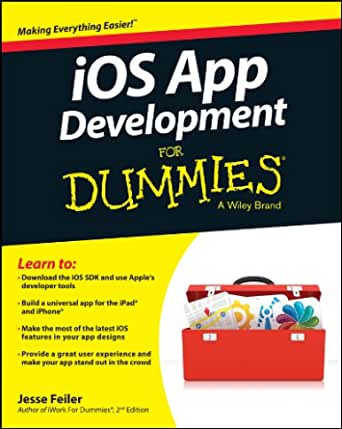 Making Everything Easier!™
iOS App
Development
FOR
DUMMIES®
A Wiley Brand
Learn to:
• Download the iOS SDK and use Apple's
developer tools
• Build a universal app for the iPad®
and iPhone®
• Make the most of the latest iOS
features in your app designs
• Provide a great user experience and
make your app stand out in the crowd
Jesse Feiler
Author of iWork For Dummies®, 2nd Edition